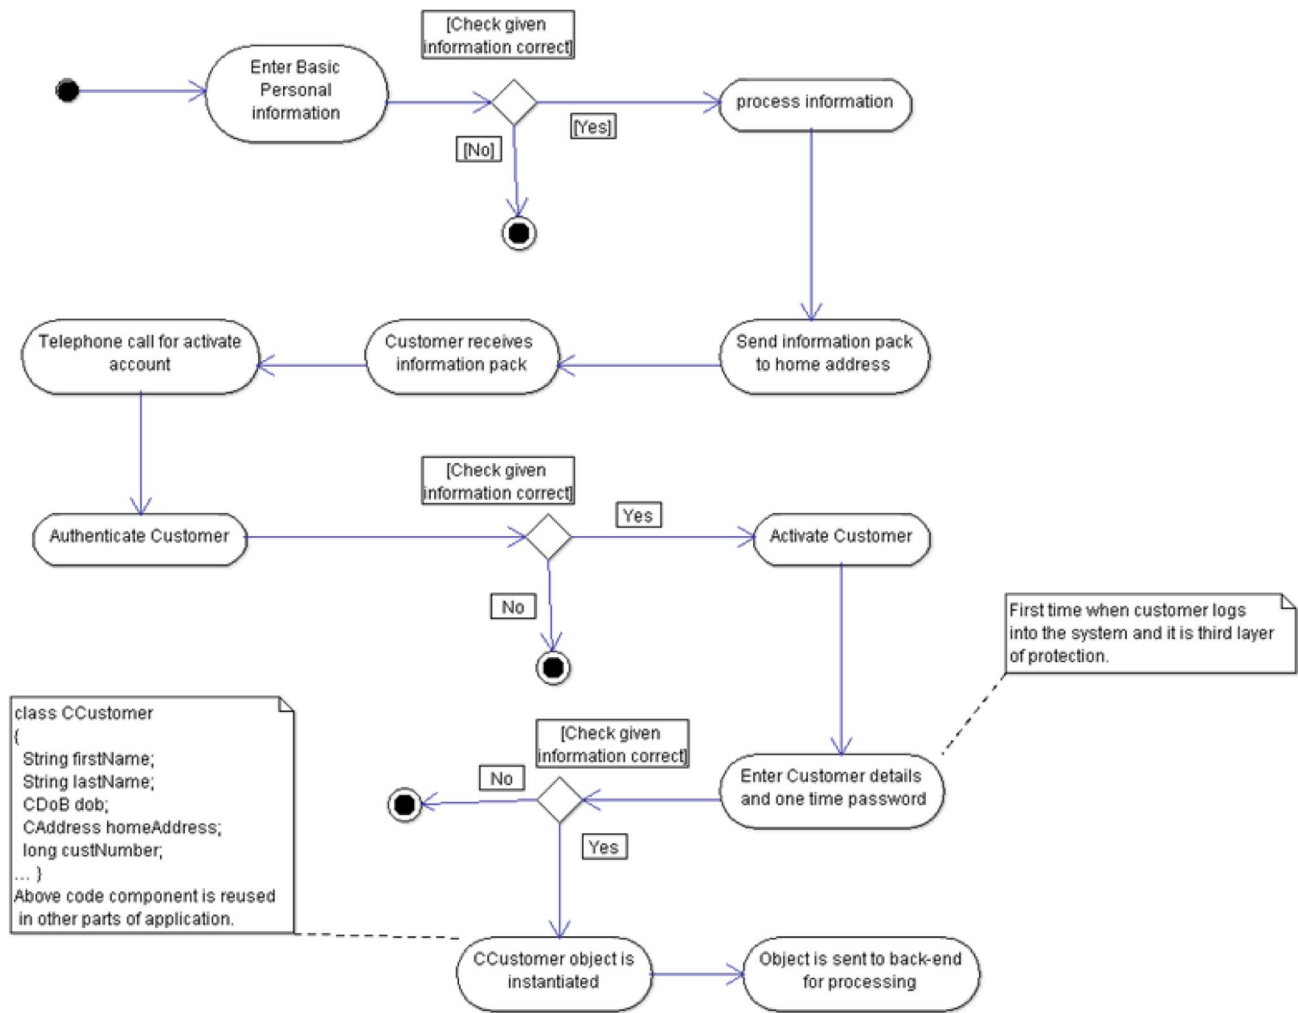 [Check given
information correct]
Enter Basic
Personal
information
process information
[Yes]
[No]
Telephone call for activate
account
Customer receives
information pack
Send information pack
to home address
[Check given
information correct]
Authenticate Customer
Yes
Activate Customer
No
First time when customer logs
into the system and it is third layer
of protection.
class CCustomer
{
String firstName;
String lastName;
CDoB dob;
CAddress homeAddress;
long custNumber;
... }
Above code component is reused
in other parts of application.
[Check given
information correct]
No
Enter Customer details
and one time password
Yes
CCustomer object is
instantiated
Object is sent to back-end
for processing